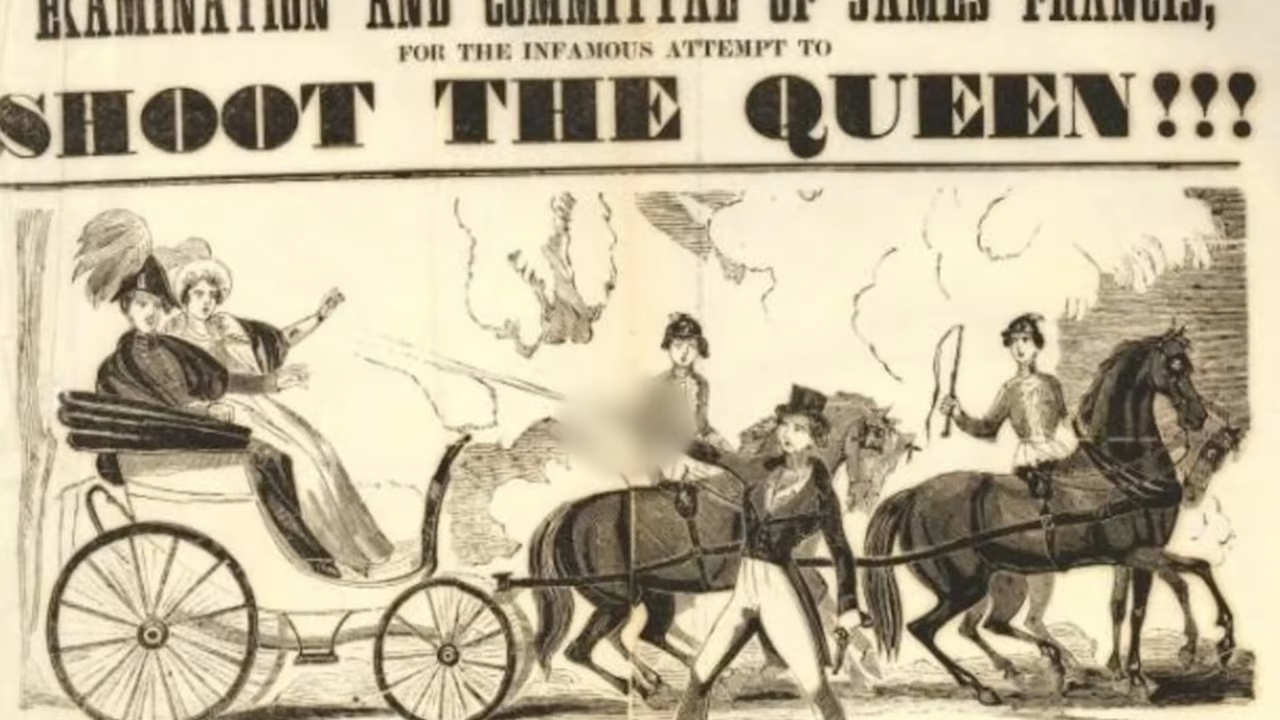 EXAMINATION AND COMMITTAL OF JAMES FRANCIS,
FOR THE INFAMOUS ATTEMPT TO
SHOOT THE QUEEN!!!